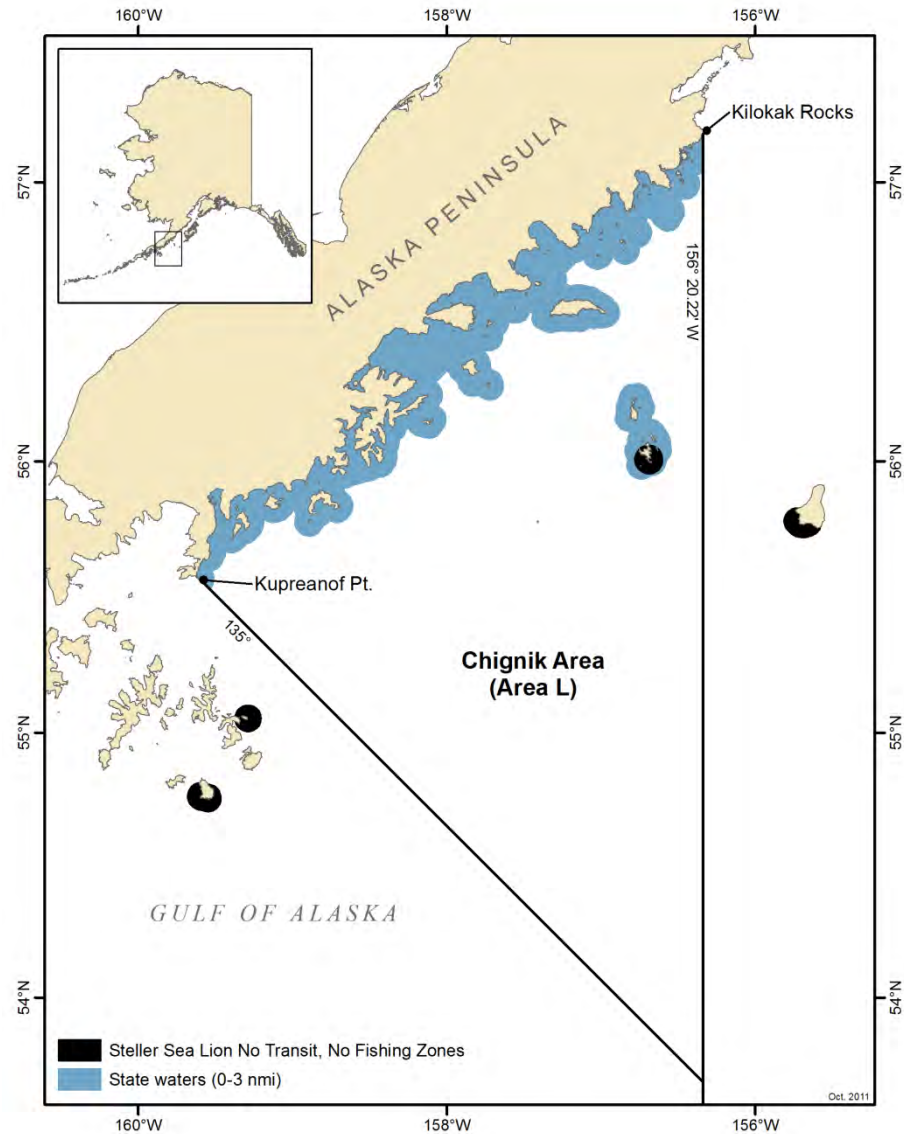 160°W
158°W
156°W
Kilokak Rocks
57°N
57°N
ALASKA PENINSULA
156° 20.22' W
56°N
56°N
Kupreanof Pt.
135°
Chignik Area
(Area L)
55°N
55°N
GULF OF ALASKA
54°N
54°N
Steller Sea Lion No Transit, No Fishing Zones
State waters (0-3 nmi)
Oct. 2011
160°W
158°W
156°W